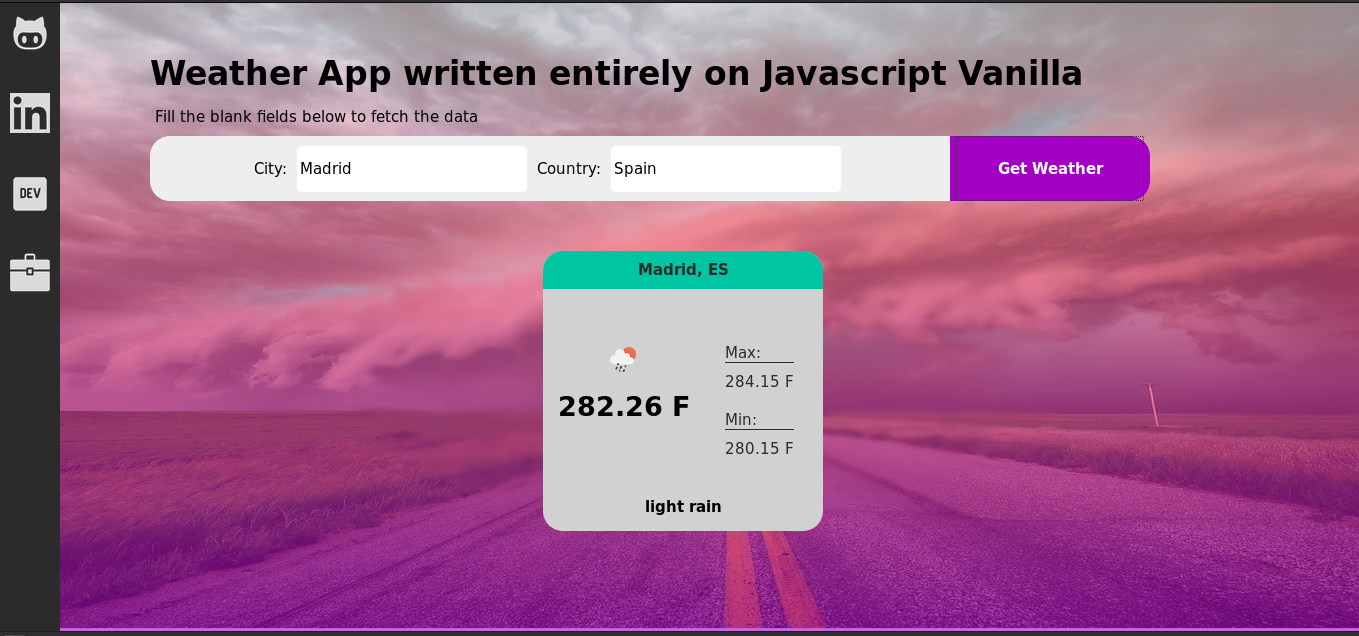 Weather App written entirely on Javascript Vanilla
Fill the blank fields below to fetch the data
City: Madrid Country: Spain Get Weather
in
DEV
Madrid, ES
Max:
284.15 F
282.26 F
Min:
280.15 F
light rain